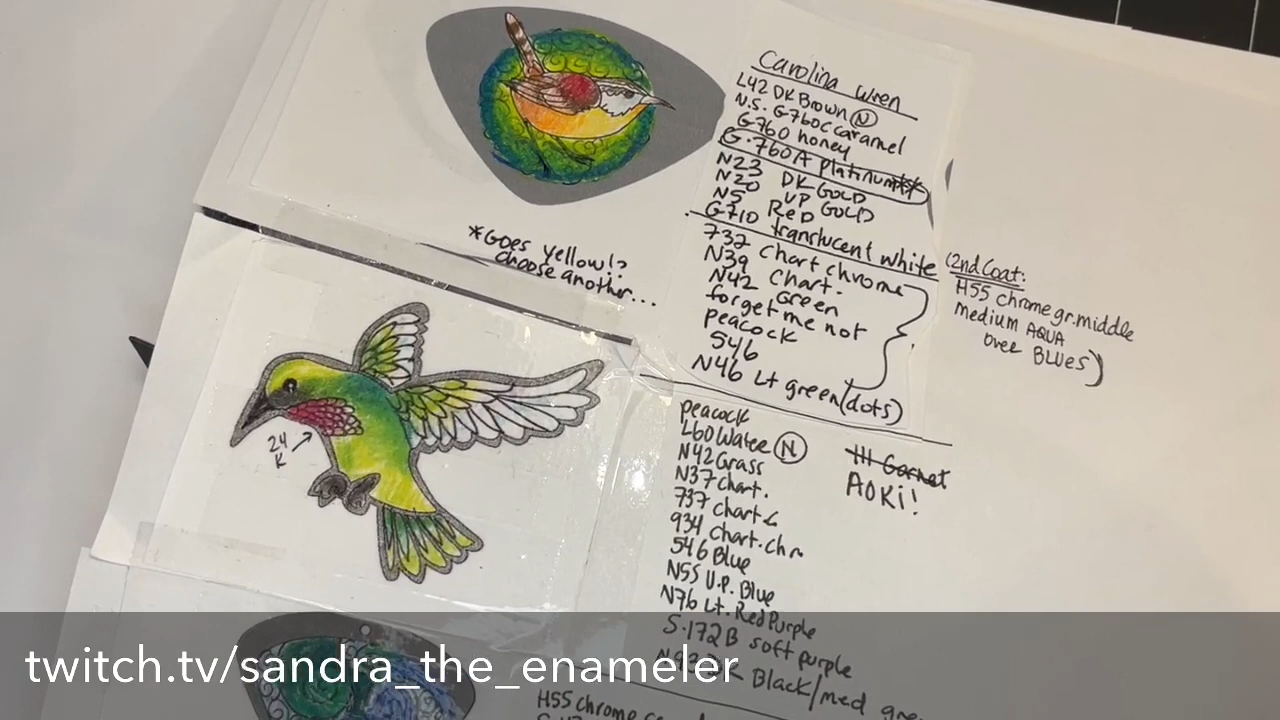 Carolina Wren
L42 DK Brown N
N.S. G760C caramel
G760 honey
G.760A Platinum
N23 DK GOLD
N20 UP GOLD
N5 Red
G710 translucent white
*Goes yellow!?
choose another...
732 Chart chrome
N39 Chart.
N42 Green
forget me not
peacock
546
N46 Lt green (dots)
(2nd Coat:
H55 chrome gr. middle
medium AQUA
over BLUES)
24
K
peacock
L60 Water N
N42 Grass
N37 Chart.
737 chart
934 Chart. chr
546 Blue
N55 U.P. Blue
N76 Lt. Red Purple
S.172B soft purple
Black/med
111 Garnet
AOKI!
H55 chrome
twitch.tv/sandra_the_enameler